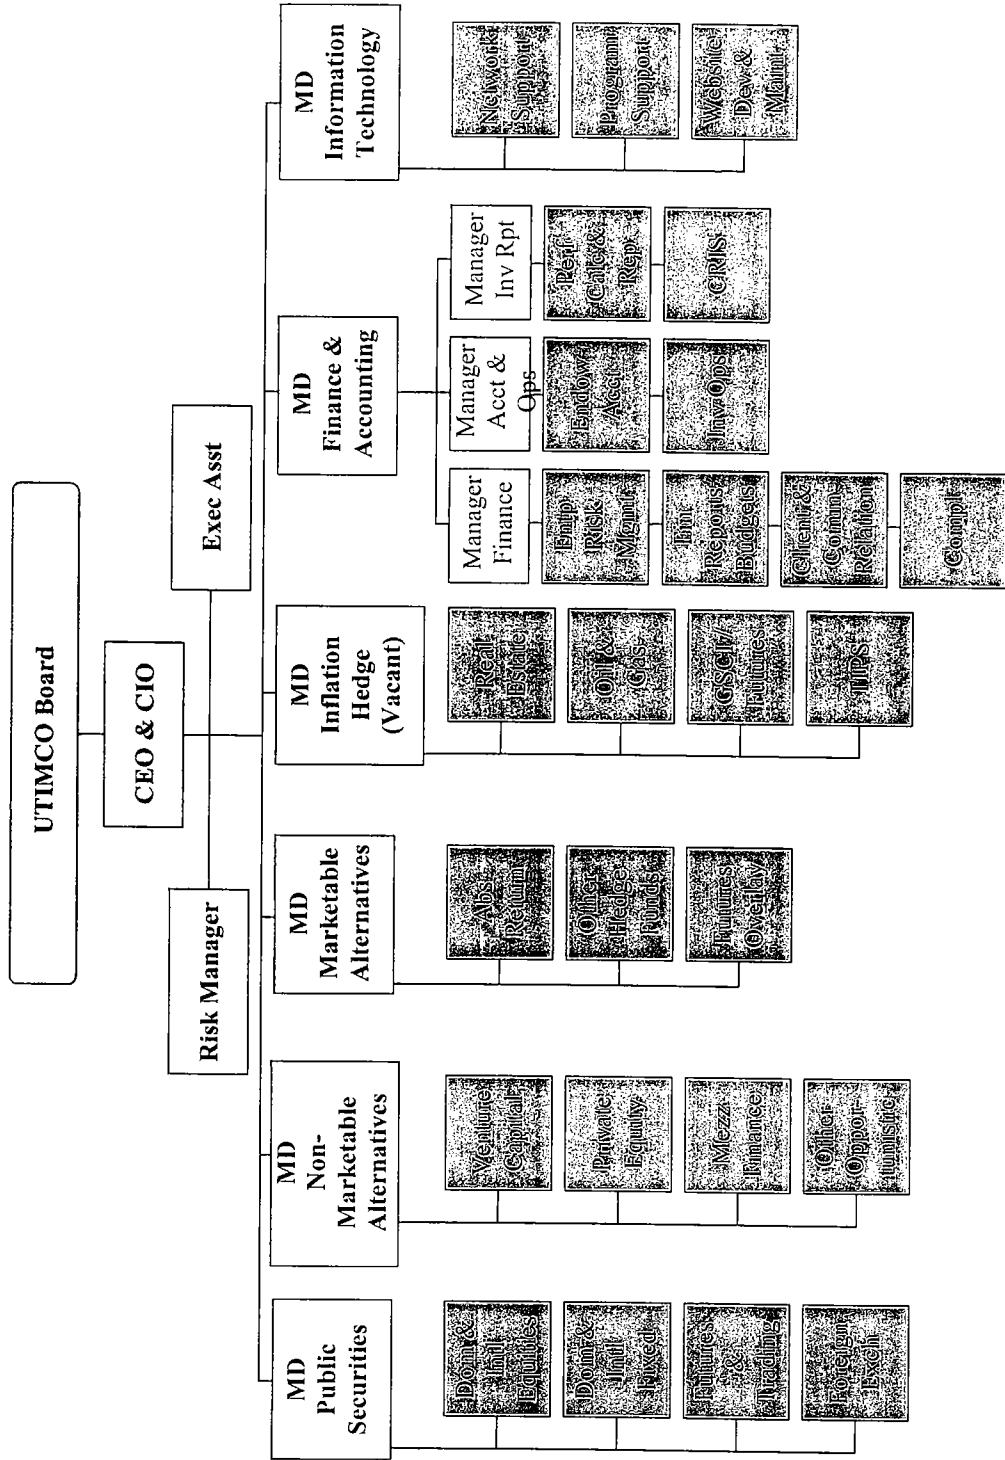 UTIMCO Board
CEO & CIO
Risk Manager
Exec Asst
MD
Public
Securities
Dom &
Intl
Equities
Dom &
Intl
Fixed
Futures
&
Trading
Foreign
Exch
MD
Non-
Marketable
Alternatives
Venture
Capital
Private
Equity
Mezz
Finance
Other
Oppor-
tunistic
MD
Marketable
Alternatives
Abs
Return
Other
Hedge
Funds
Futures
Overlay
MD
Inflation
Hedge
(Vacant)
Real
Estate
Oil &
Gas
GSCI /
Futures
TIPS
MD
Finance &
Accounting
Manager
Finance
Entp
Risk
Mgmt
Reports/
Budgets
Client &
Comm
Relation
Compl
Manager
Acct &
Ops
Endow
Acct
Inv Ops
Manager
Inv Rpt
Perf
Calc &
Rept
CRIS
MD
Information
Technology
Network
Support
Program
Support
Website
Dev &
Maint